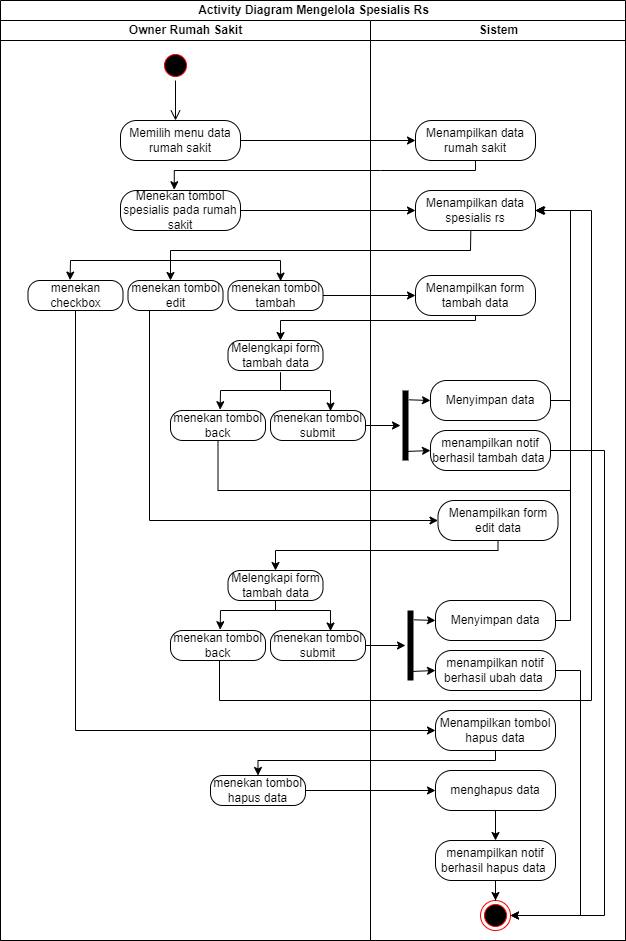 Activity Diagram Mengelola Spesialis Rs
Owner Rumah Sakit
Sistem
Memilih menu data
rumah sakit
Menampilkan data
rumah sakit
Menekan tombol
spesialis pada rumah
sakit
Menampilkan data
spesialis rs
menekan
checkbox
menekan tombol
edit
menekan tombol
tambah
Menampilkan form
tambah data
Melengkapi form
tambah data
menekan tombol
back
menekan tombol
submit
Menyimpan data
menampilkan notif
berhasil tambah data
Menampilkan form
edit data
Melengkapi form
tambah data
menekan tombol
back
menekan tombol
submit
Menyimpan data
menampilkan notif
berhasil ubah data
Menampilkan tombol
hapus data
menekan tombol
hapus data
menghapus data
menampilkan notif
berhasil hapus data